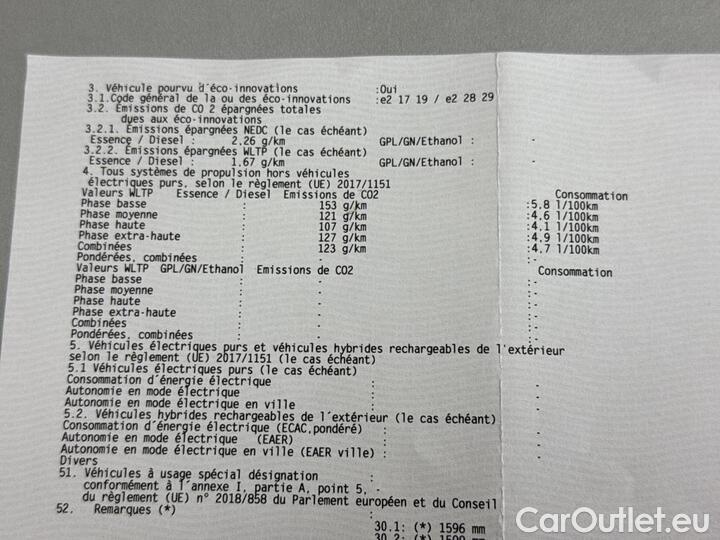 3. Véhicule pourvu d'éco-innovations :Oui
3.1.Code général de la ou des éco-innovations :e2 17 19 / e2 28 29
3.2. Emissions de CO 2 épargnées totales
dues aux éco-innovations
3.2.1. Émissions épargnées NEDC (le cas échéant)
Essence / Diesel : 2.26 g/km GPL/GN/Ethanol : -
3.2.2. Émissions épargnées WLTP (le cas échéant)
Essence / Diesel : 1.67 g/km GPL/GN/Ethanol : -
4. Tous systèmes de propulsion hors véhicules
électriques purs, selon le règlement (UE) 2017/1151
Valeurs WLTP Essence / Diesel Emissions de CO2 Consommation
Phase basse : 153 g/km :5.8 l/100km
Phase moyenne : 121 g/km :4.6 l/100km
Phase haute : 107 g/km :4.1 l/100km
Phase extra-haute : 127 g/km :4.9 l/100km
Combinées : 123 g/km :4.7 l/100km
Pondérées, combinées : - :-
Valeurs WLTP GPL/GN/Ethanol Emissions de CO2 Consommation
Phase basse : - :-
Phase moyenne : - :-
Phase haute : - :-
Phase extra-haute : - :-
Combinées : - :-
Pondérées, combinées : - :-
5. Véhicules électriques purs et véhicules hybrides rechargeables de l'extérieur
selon le règlement (UE) 2017/1151 (le cas échéant)
5.1 Véhicules électriques purs (le cas échéant)
Consommation d'énergie électrique : -
Autonomie en mode électrique : -
Autonomie en mode électrique en ville : -
5.2. Véhicules hybrides rechargeables de l'extérieur (le cas échéant)
Consommation d'énergie électrique (ECAC,pondéré) : -
Autonomie en mode électrique (EAER) : -
Autonomie en mode électrique en ville (EAER ville) : -
Divers
51. Véhicules à usage spécial désignation :
conformément à l'annexe I, partie A, point 5, -
du règlement (UE) n° 2018/858 du Parlement européen et du Conseil
52. Remarques (*) :
30.1: (*) 1596 mm
30.2: (*)
CarOutlet.eu